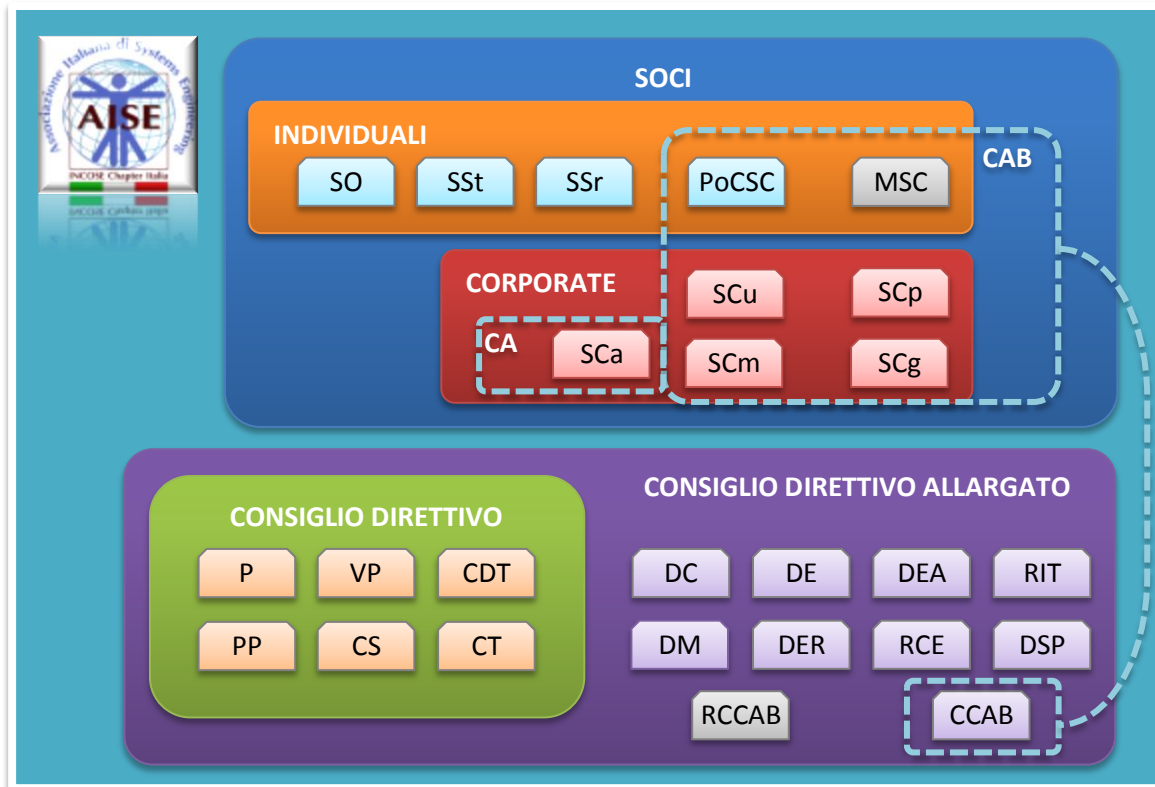 Associazione Italiana di Systems Engineering
AISE
INCOSE Chapter Italia
SOCI
INDIVIDUALI
CAB
SO
SSt
SSr
PoCSC
MSC
CORPORATE
SCu
SCp
CA
SCa
SCm
SCg
CONSIGLIO DIRETTIVO ALLARGATO
CONSIGLIO DIRETTIVO
P
VP
CDT
DC
DE
DEA
RIT
PP
CS
CT
DM
DER
RCE
DSP
RCCAB
CCAB